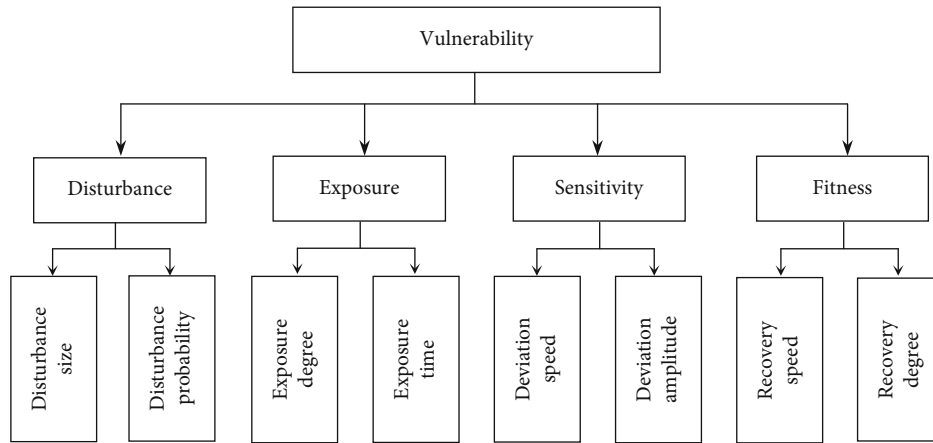 Vulnerability
Disturbance
Exposure
Sensitivity
Fitness
Disturbance
size
Disturbance
probability
Exposure
degree
Exposure
time
Deviation
speed
Deviation
amplitude
Recovery
speed
Recovery
degree